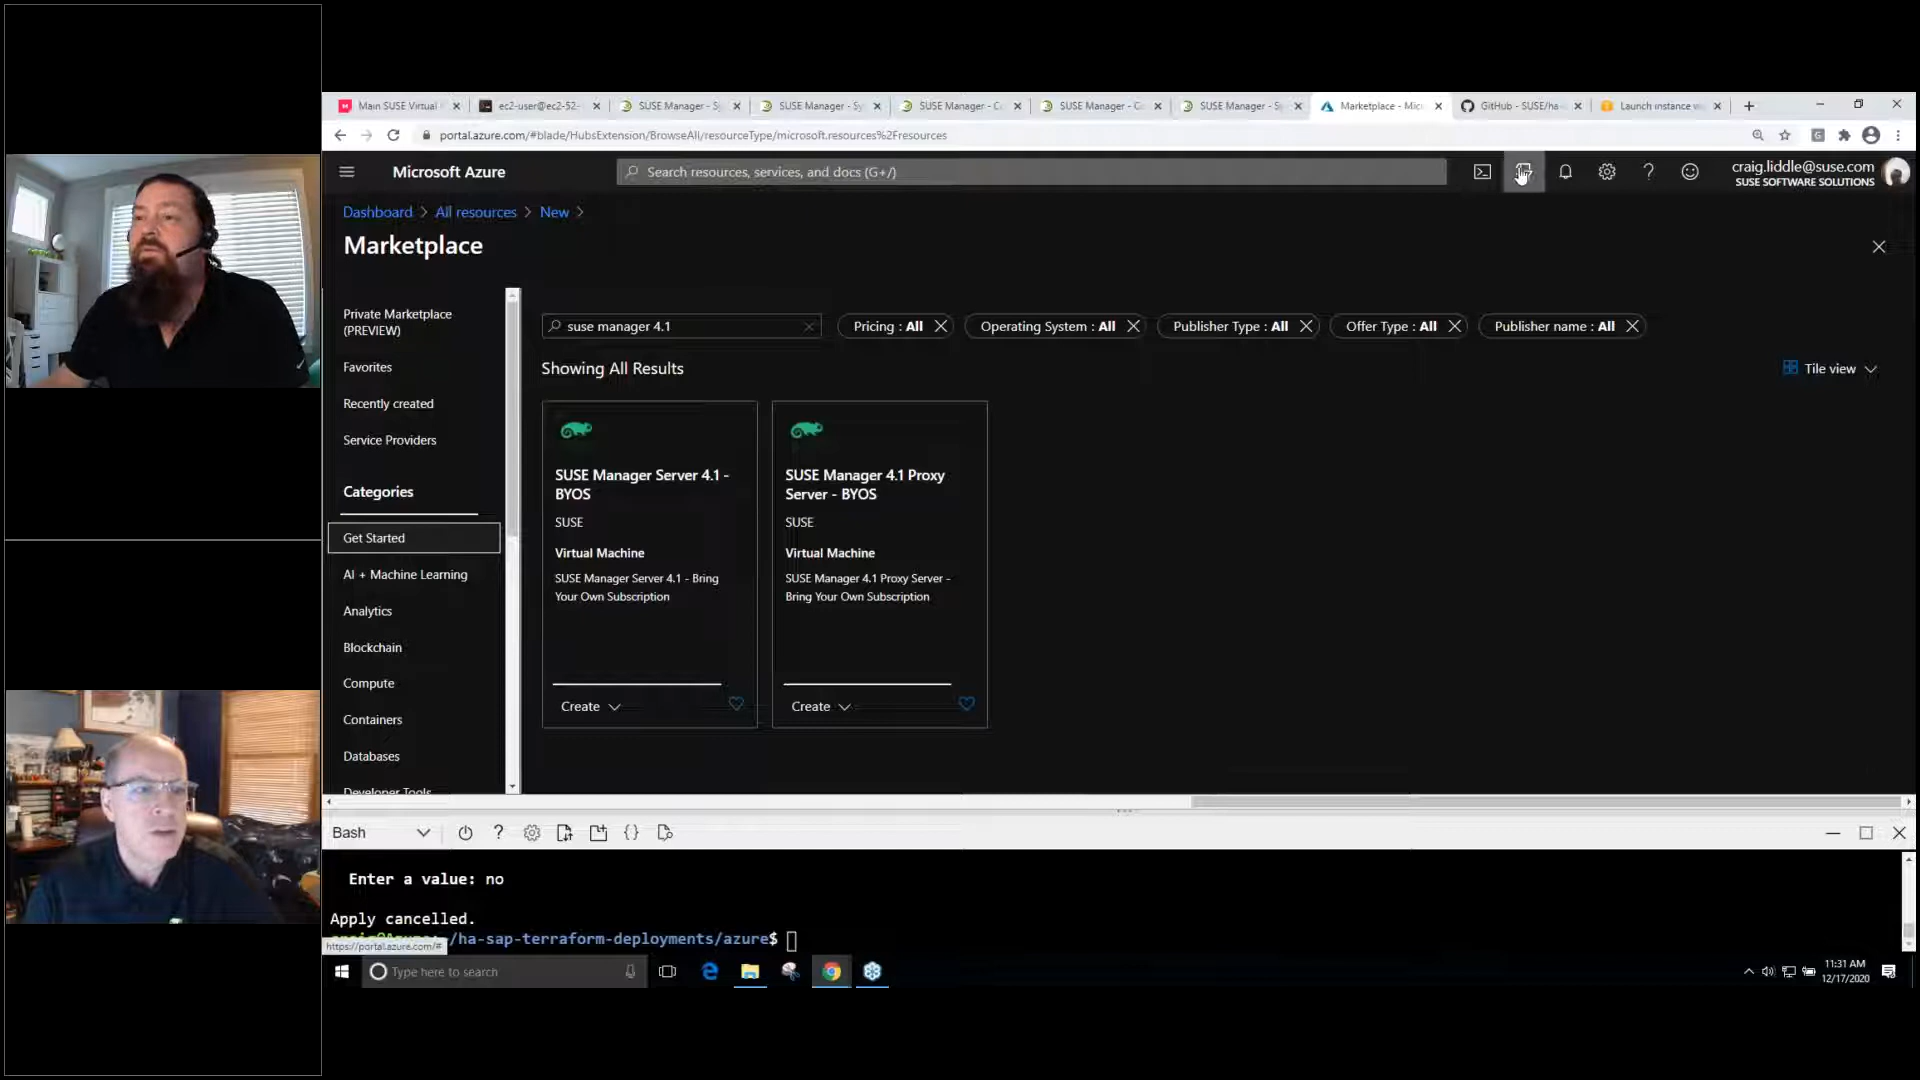 Main SUSE Virtual
ec2-user@ec2-52-
SUSE Manager - S
SUSE Manager - Sy
SUSE Manager - C
SUSE Manager - C
SUSE Manager - S
Marketplace - Micr
GitHub - SUSE/ha-
Launch instance w
portal.azure.com/#blade/HubsExtension/BrowseAll/resourceType/microsoft.resources%2Fresources
Microsoft Azure
Search resources, services, and docs (G+/)
craig.liddle@suse.com
SUSE SOFTWARE SOLUTIONS
Dashboard > All resources > New >
Marketplace
Private Marketplace
(PREVIEW)
Favorites
Recently created
Service Providers
Categories
Get Started
AI + Machine Learning
Analytics
Blockchain
Compute
Containers
Databases
Developer Tools
suse manager 4.1
Pricing : All
Operating System : All
Publisher Type : All
Offer Type : All
Publisher name : All
Showing All Results
Tile view
SUSE Manager Server 4.1 -
BYOS
SUSE
Virtual Machine
SUSE Manager Server 4.1 - Bring
Your Own Subscription
Create
SUSE Manager 4.1 Proxy
Server - BYOS
SUSE
Virtual Machine
SUSE Manager 4.1 Proxy Server -
Bring Your Own Subscription
Create
Bash
Enter a value: no
Apply cancelled.
/ha-sap-terraform-deployments/azure$
https://portal.azure.com/#
Type here to search
11:31 AM
12/17/2020